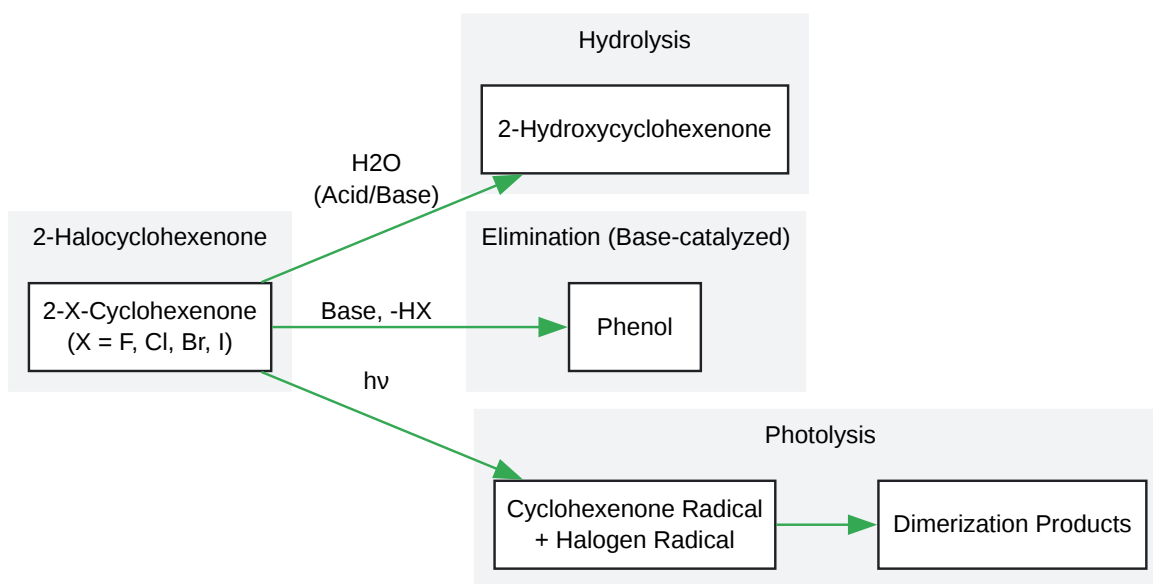 Hydrolysis
2-Hydroxycyclohexenone
H2O
(Acid/Base)
2-Halocyclohexenone
2-X-Cyclohexenone
(X = F, Cl, Br, I)
Elimination (Base-catalyzed)
Base, -HX
Phenol
hν
Photolysis
Cyclohexenone Radical
+ Halogen Radical
Dimerization Products